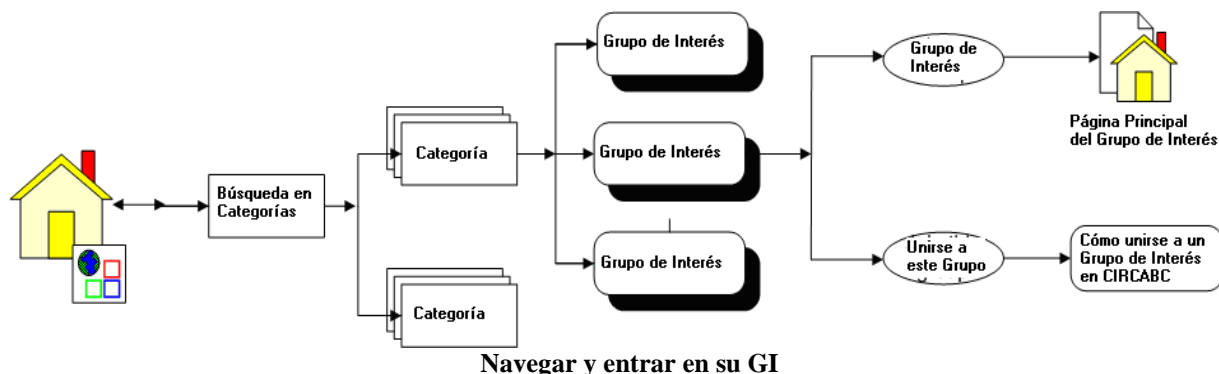 Búsqueda en
Categorías
Categoría
Categoría
Grupo de Interés
Grupo de Interés
Grupo de Interés
Grupo de
Interés
Página Principal
del Grupo de Interés
Unirse a
este Grupo
Cómo unirse a un
Grupo de Interés
en CIRCABC
Navegar y entrar en su GI